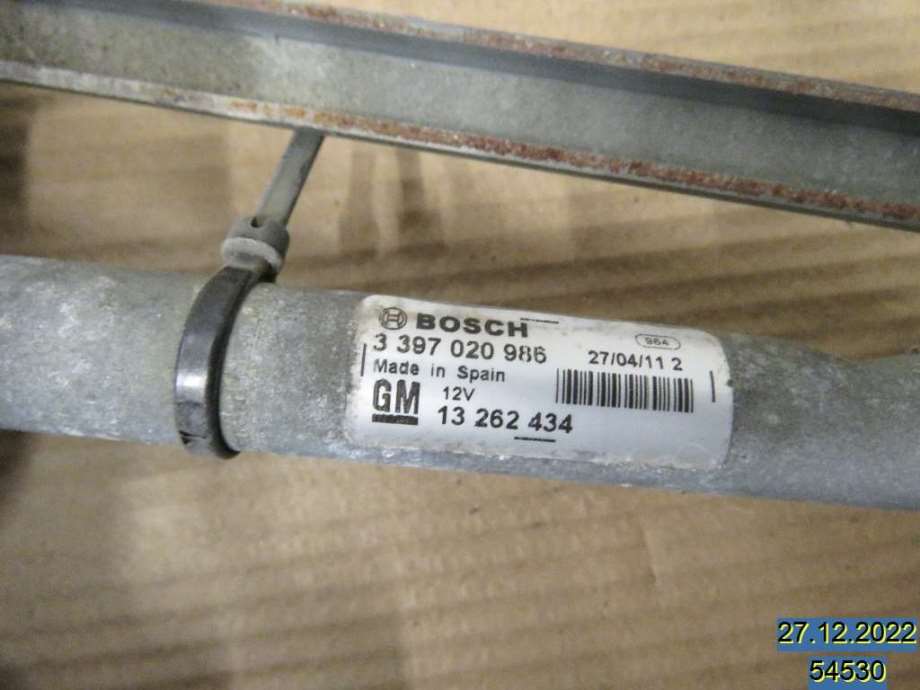 BOSCH
964
3 397 020 986 27/04/11 2
Made in Spain
GM 12V
13 262 434
27.12.2022
54530